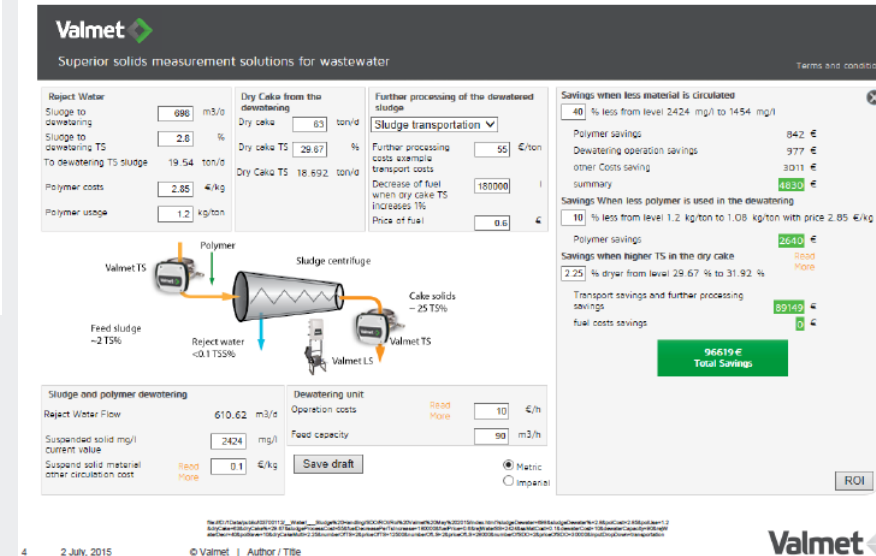 Valmet
Superior solids measurement solutions for wastewater
Terms and conditio
Reject Water
Sludge to dewatering 698 m3/d
Sludge to dewatering TS 2.8 %
To dewatering TS sludge 19.54 ton/d
Polymer costs 2.85 €/kg
Polymer usage 1.2 kg/ton
Dry Cake from the dewatering
Dry cake 63 ton/d
Dry cake TS 29.67 %
Dry Cake TS 18.692 ton/d
Further processing of the dewatered sludge
Sludge transportation
Further processing costs example transport costs 55 €/ton
Decrease of fuel when dry cake TS increases 1% 180000 l
Price of fuel 0.6 €
Savings when less material is circulated
40 % less from level 2424 mg/l to 1454 mg/l
Polymer savings 842 €
Dewatering operation savings 977 €
other Costs saving 3011 €
summary 4830 €
Savings When less polymer is used in the dewatering
10 % less from level 1.2 kg/ton to 1.08 kg/ton with price 2.85 €/kg
Polymer savings 2640 €
Savings when higher TS in the dry cake
Read More
2.25 % dryer from level 29.67 % to 31.92 %
Transport savings and further processing savings 89149 €
fuel costs savings 0 €
96619 €
Total Savings
Polymer
Valmet TS
Sludge centrifuge
Cake solids
~ 25 TS%
Feed sludge
~2 TS%
Reject water
<0.1 TSS%
Valmet TS
Valmet LS
Sludge and polymer dewatering
Reject Water Flow 610.62 m3/d
Suspended solid mg/l current value 2424 mg/l
Suspend solid material other circulation cost Read More 0.1 €/kg
Dewatering unit
Operation costs Read More 10 €/h
Feed capacity 90 m3/h
Save draft
Metric
Imperial
ROI
4 2 July, 2015 © Valmet | Author / Title
Valmet